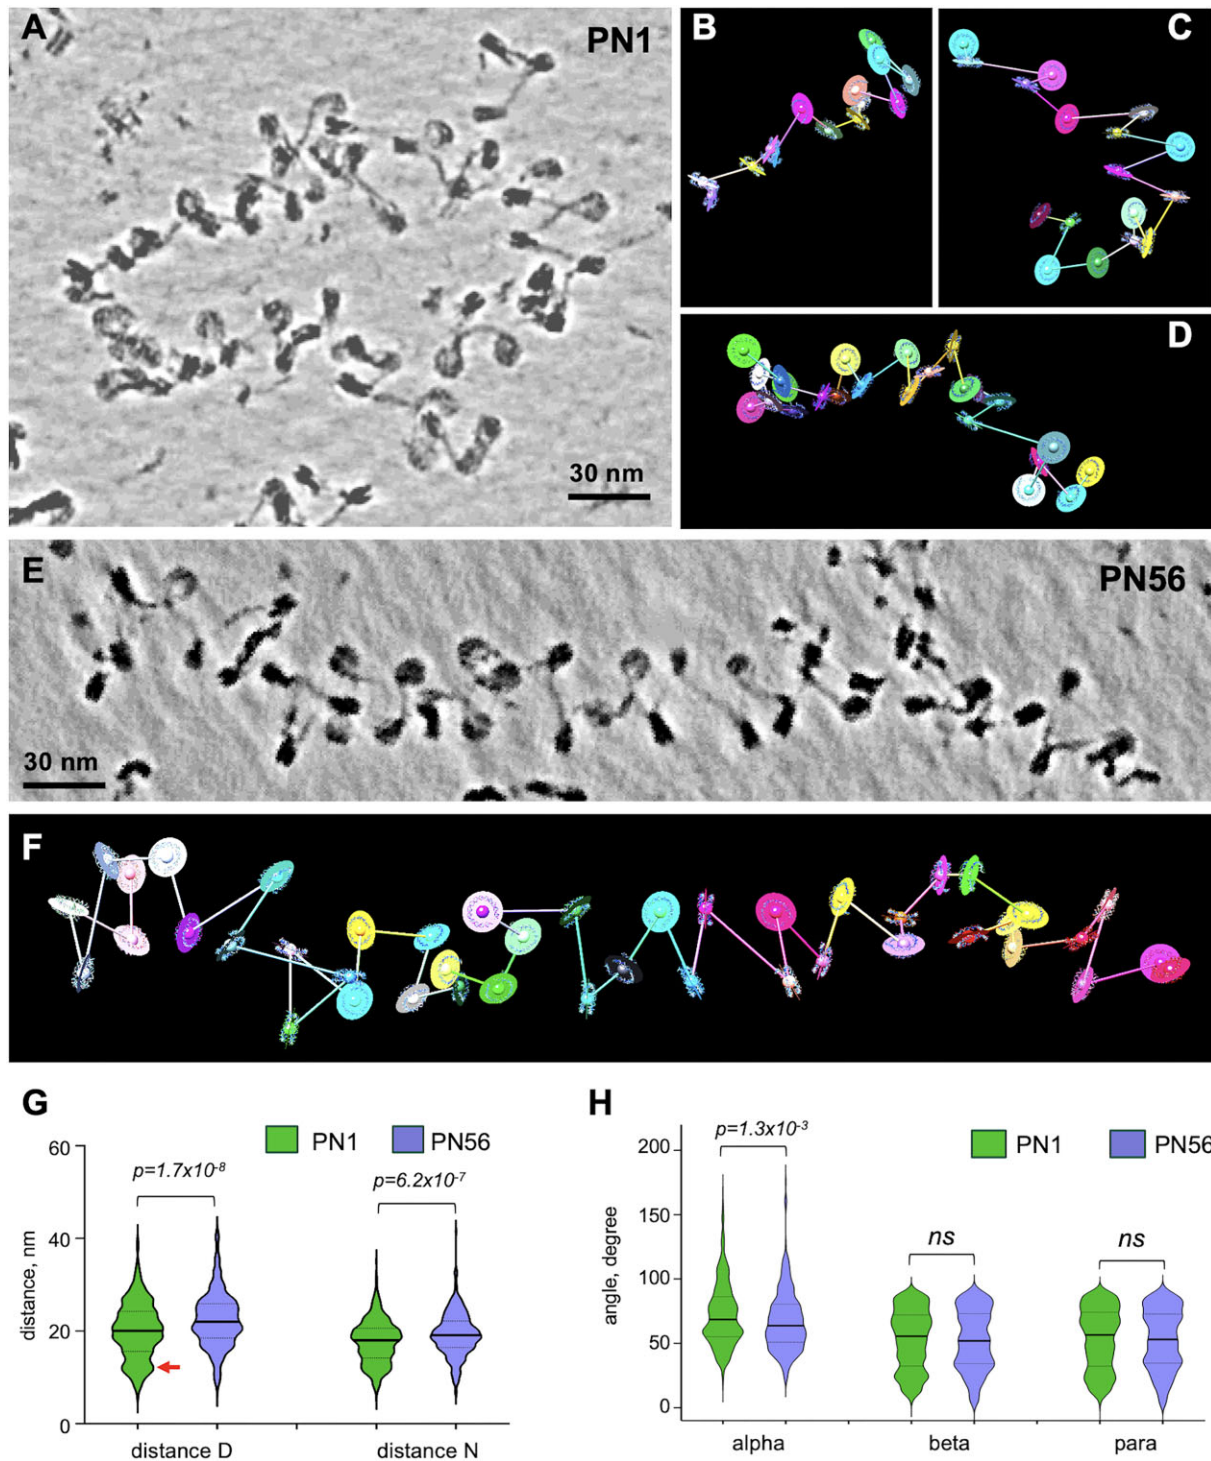 A
PN1
30 nm
B
C
D
E
PN56
30 nm
F
G
PN1
PN56
60
40
20
0
distance, nm
p=1.7x10-8
p=6.2x10-7
distance D
distance N
H
PN1
PN56
200
150
100
50
0
angle, degree
p=1.3x10-3
ns
ns
alpha
beta
para